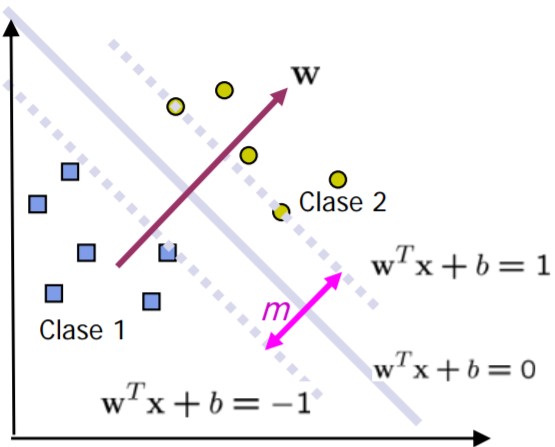 w
Clase 2
wᵀx + b = 1
m
Clase 1
wᵀx + b = 0
wᵀx + b = −1